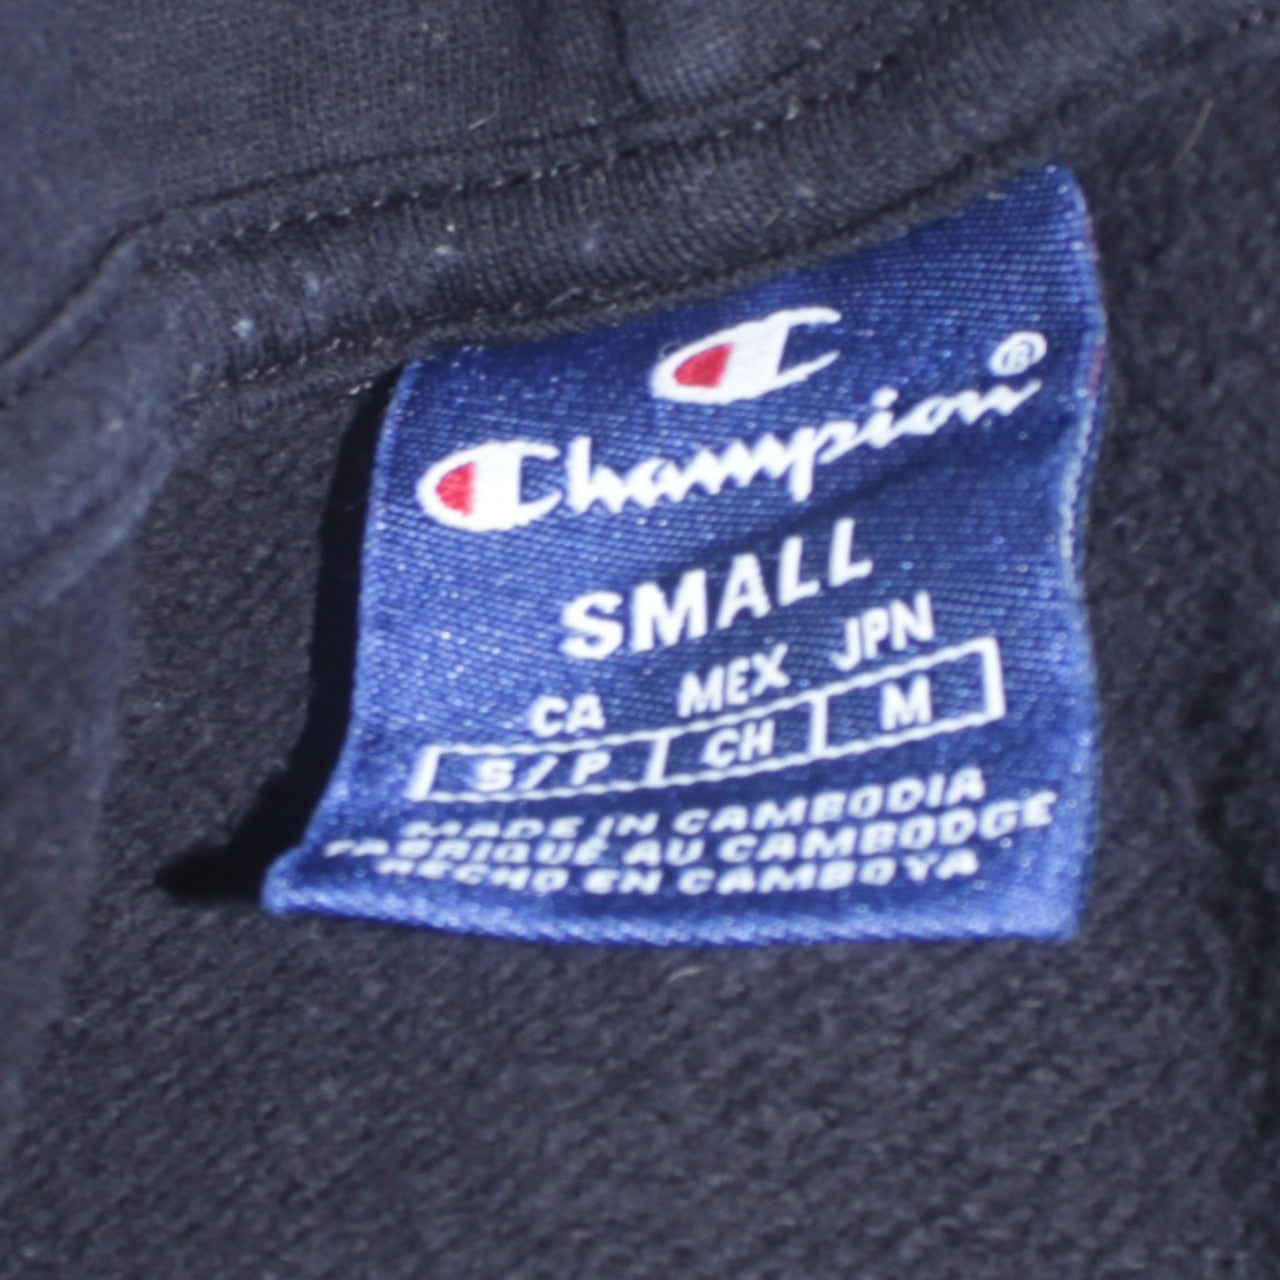 Champion®
SMALL
CA MEX JPN
S/P CH M
MADE IN CAMBODIA
FABRIQUÉ AU CAMBODGE
HECHO EN CAMBOYA